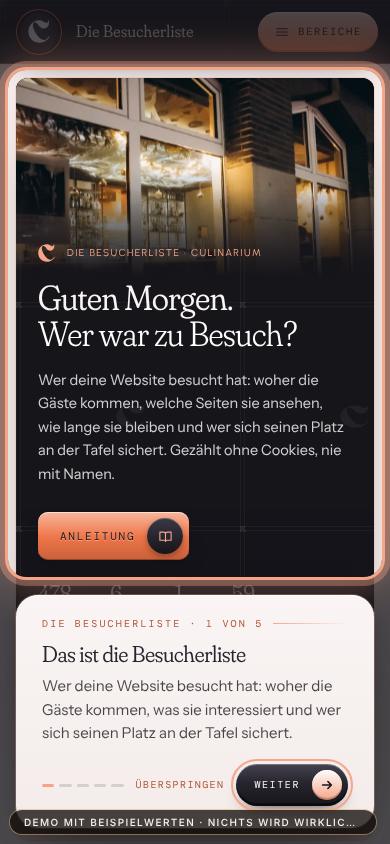 Die Besucherliste
BEREICHE
DIE BESUCHERLISTE · CULINARIUM
Guten Morgen.
Wer war zu Besuch?
Wer deine Website besucht hat: woher die
Gäste kommen, welche Seiten sie ansehen,
wie lange sie bleiben und wer sich seinen Platz
an der Tafel sichert. Gezählt ohne Cookies, nie
mit Namen.
ANLEITUNG
478 6 1 59
DIE BESUCHERLISTE · 1 VON 5
Das ist die Besucherliste
Wer deine Website besucht hat: woher die
Gäste kommen, was sie interessiert und wer
sich seinen Platz an der Tafel sichert.
ÜBERSPRINGEN
WEITER
DEMO MIT BEISPIELWERTEN · NICHTS WIRD WIRKLIC…